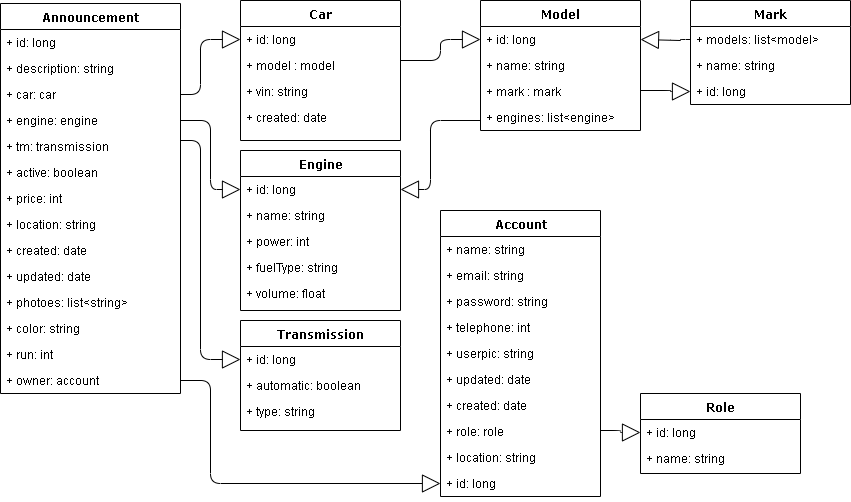 Announcement
+ id: long
+ description: string
+ car: car
+ engine: engine
+ tm: transmission
+ active: boolean
+ price: int
+ location: string
+ created: date
+ updated: date
+ photoes: list<string>
+ color: string
+ run: int
+ owner: account
Car
+ id: long
+ model : model
+ vin: string
+ created: date
Engine
+ id: long
+ name: string
+ power: int
+ fuelType: string
+ volume: float
Transmission
+ id: long
+ automatic: boolean
+ type: string
Model
+ id: long
+ name: string
+ mark : mark
+ engines: list<engine>
Mark
+ models: list<model>
+ name: string
+ id: long
Account
+ name: string
+ email: string
+ password: string
+ telephone: int
+ userpic: string
+ updated: date
+ created: date
+ role: role
+ location: string
+ id: long
Role
+ id: long
+ name: string